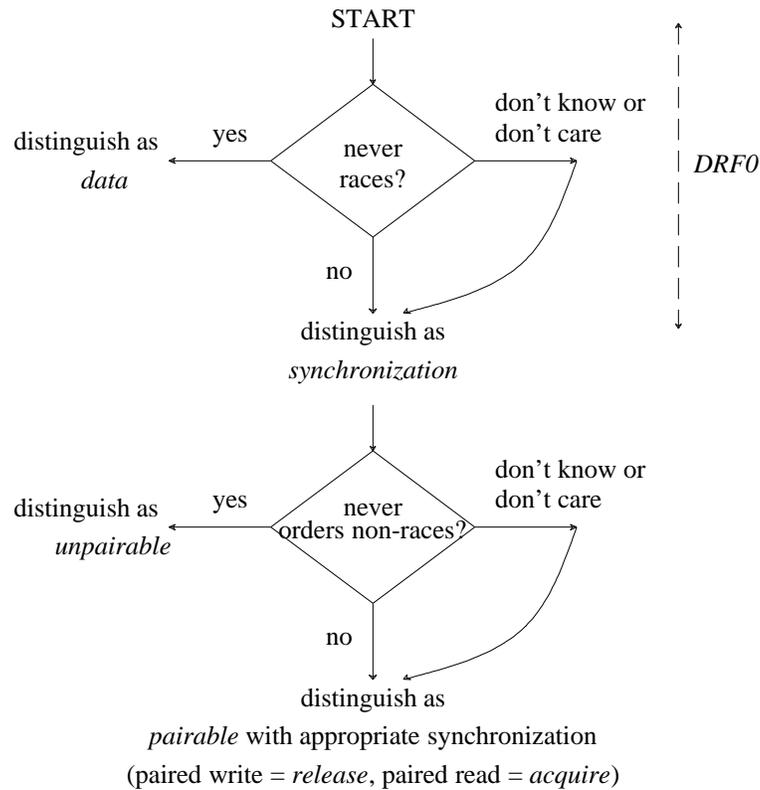 START
don't know or
don't care
distinguish as
data
yes
never
races?
DRF0
no
distinguish as
synchronization
don't know or
don't care
distinguish as
unpairable
yes
never
orders non-races?
no
distinguish as
pairable with appropriate synchronization
(paired write = release, paired read = acquire)